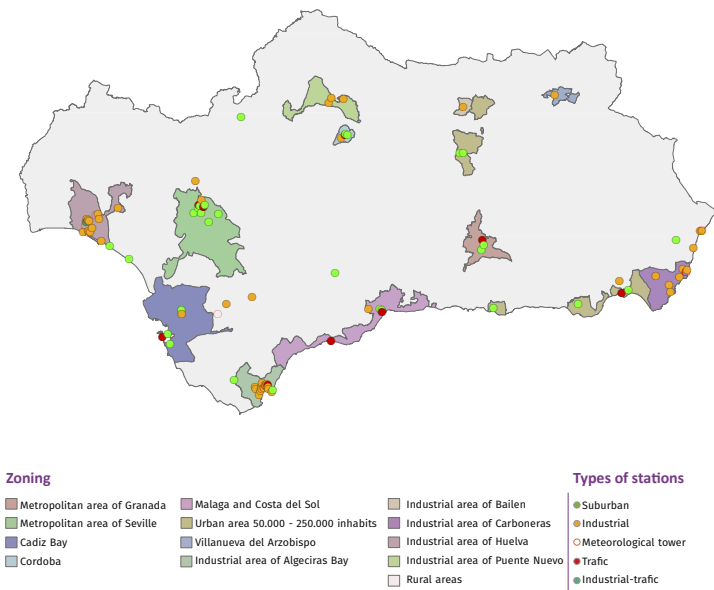 Zoning
Metropolitan area of Granada
Metropolitan area of Seville
Cadiz Bay
Cordoba
Malaga and Costa del Sol
Urban area 50.000 - 250.000 inhabits
Villanueva del Arzobispo
Industrial area of Algeciras Bay
Industrial area of Bailen
Industrial area of Carboneras
Industrial area of Huelva
Industrial area of Puente Nuevo
Rural areas
Types of stations
Suburban
Industrial
Meteorological tower
Trafic
Industrial-trafic